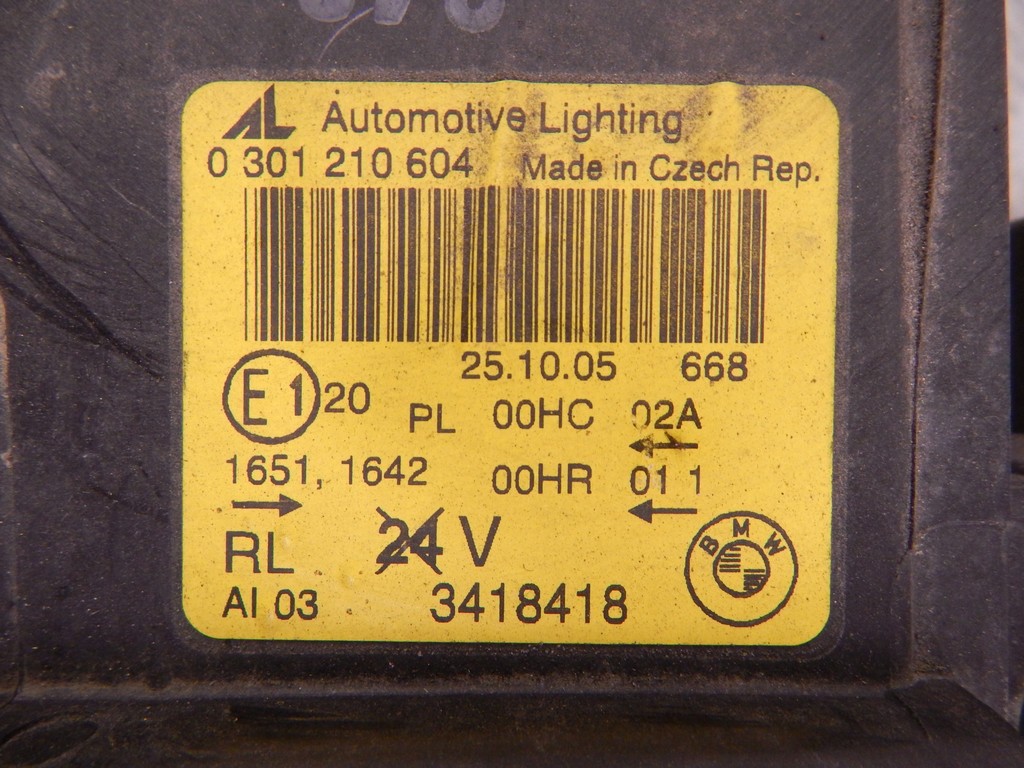 AL Automotive Lighting
0 301 210 604 Made in Czech Rep.
25.10.05 668
E1 20 PL 00HC 02A
1651, 1642 00HR 01 1
RL 24 V
BMW
AI 03 3418418